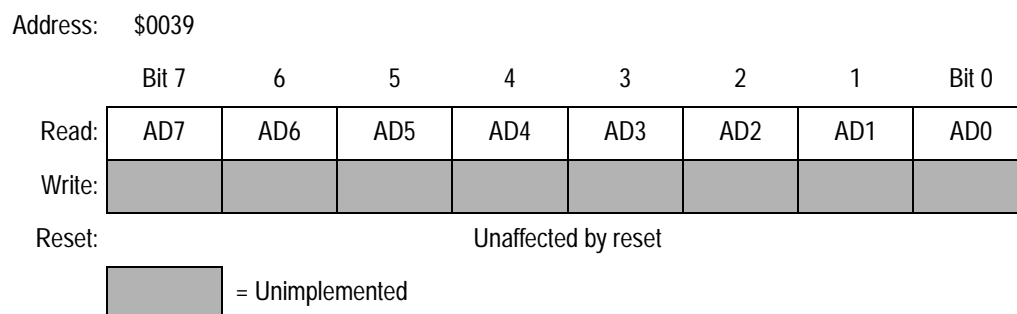 Address: $0039
Bit 7 6 5 4 3 2 1 Bit 0
Read: AD7 AD6 AD5 AD4 AD3 AD2 AD1 AD0
Write:
Reset: Unaffected by reset
= Unimplemented